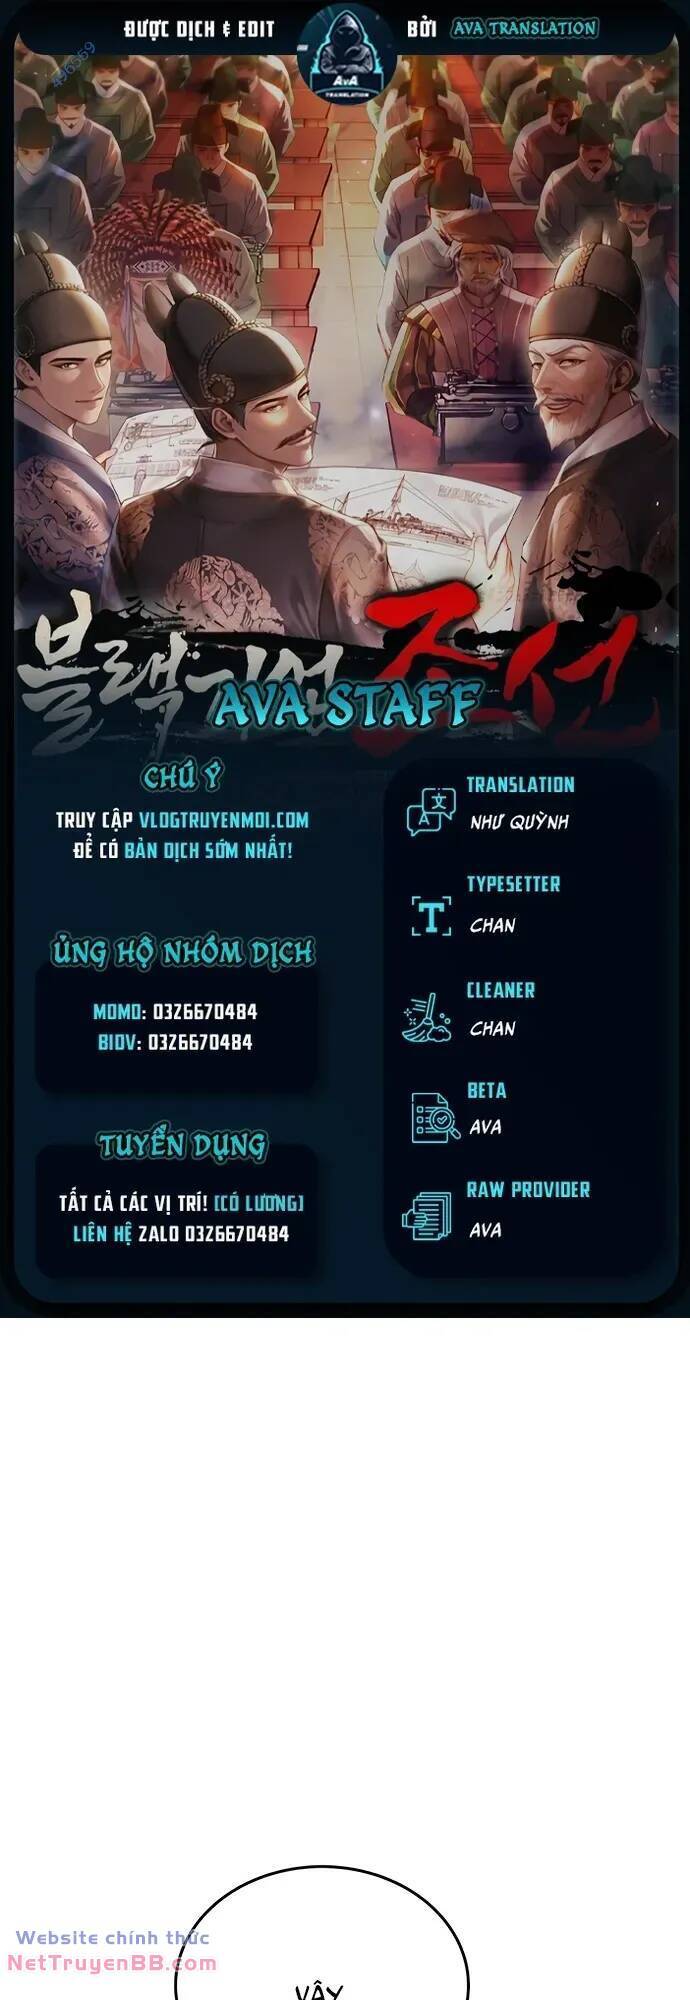 ĐƯỢC DỊCH & EDIT BỞI AVA TRANSLATION
AVA
TRANSLATION
496569
블랙기업 조선
AVA STAFF
CHÚ Ý
TRUY CẬP VLOGTRUYENMOI.COM
ĐỂ CÓ BẢN DỊCH SỚM NHẤT!
ỦNG HỘ NHÓM DỊCH
MOMO: 0326670484
BIDV: 0326670484
TUYỂN DỤNG
TẤT CẢ CÁC VỊ TRÍ! [CÓ LƯƠNG]
LIÊN HỆ ZALO 0326670484
TRANSLATION
NHƯ QUỲNH
TYPESETTER
CHAN
CLEANER
CHAN
BETA
AVA
RAW PROVIDER
AVA
Website chính thức
NetTruyenBB.com
VẬY